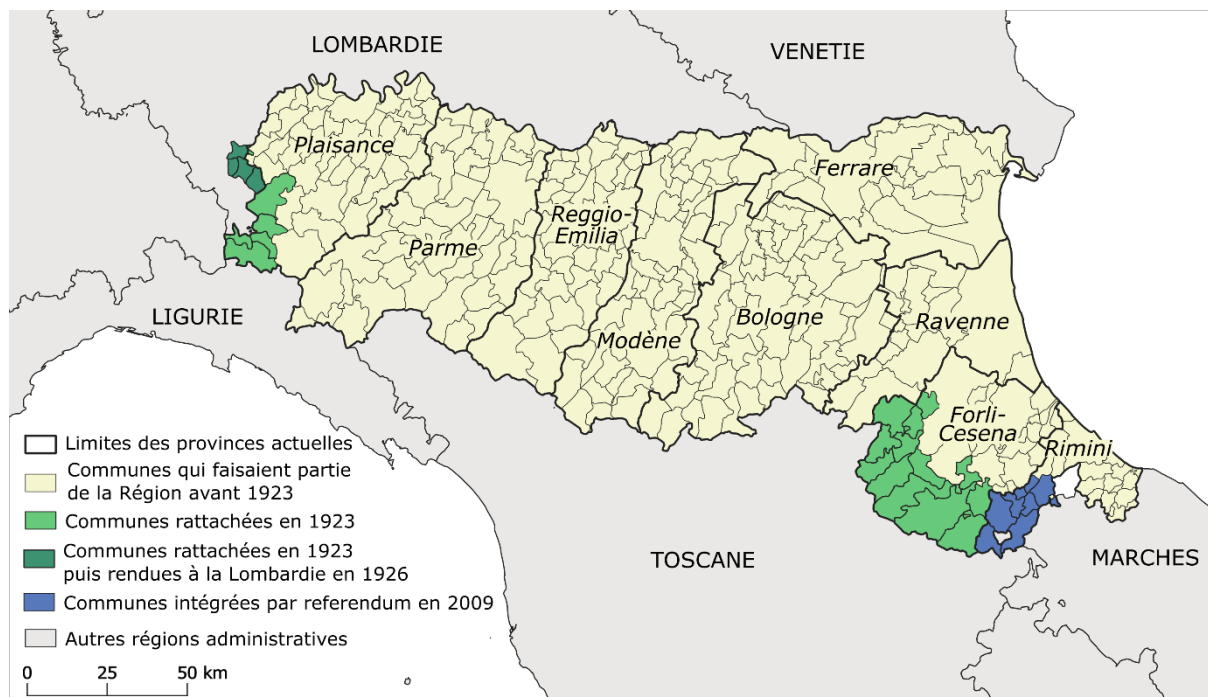 LOMBARDIE
VENETIE
Plaisance
Ferrare
Reggio-
Emilia
Parme
LIGURIE
Modène
Bologne
Ravenne
Forli-
Cesena
Rimini
TOSCANE
MARCHES
Limites des provinces actuelles
Communes qui faisaient partie
de la Région avant 1923
Communes rattachées en 1923
Communes rattachées en 1923
puis rendues à la Lombardie en 1926
Communes intégrées par referendum en 2009
Autres régions administratives
0 25 50 km